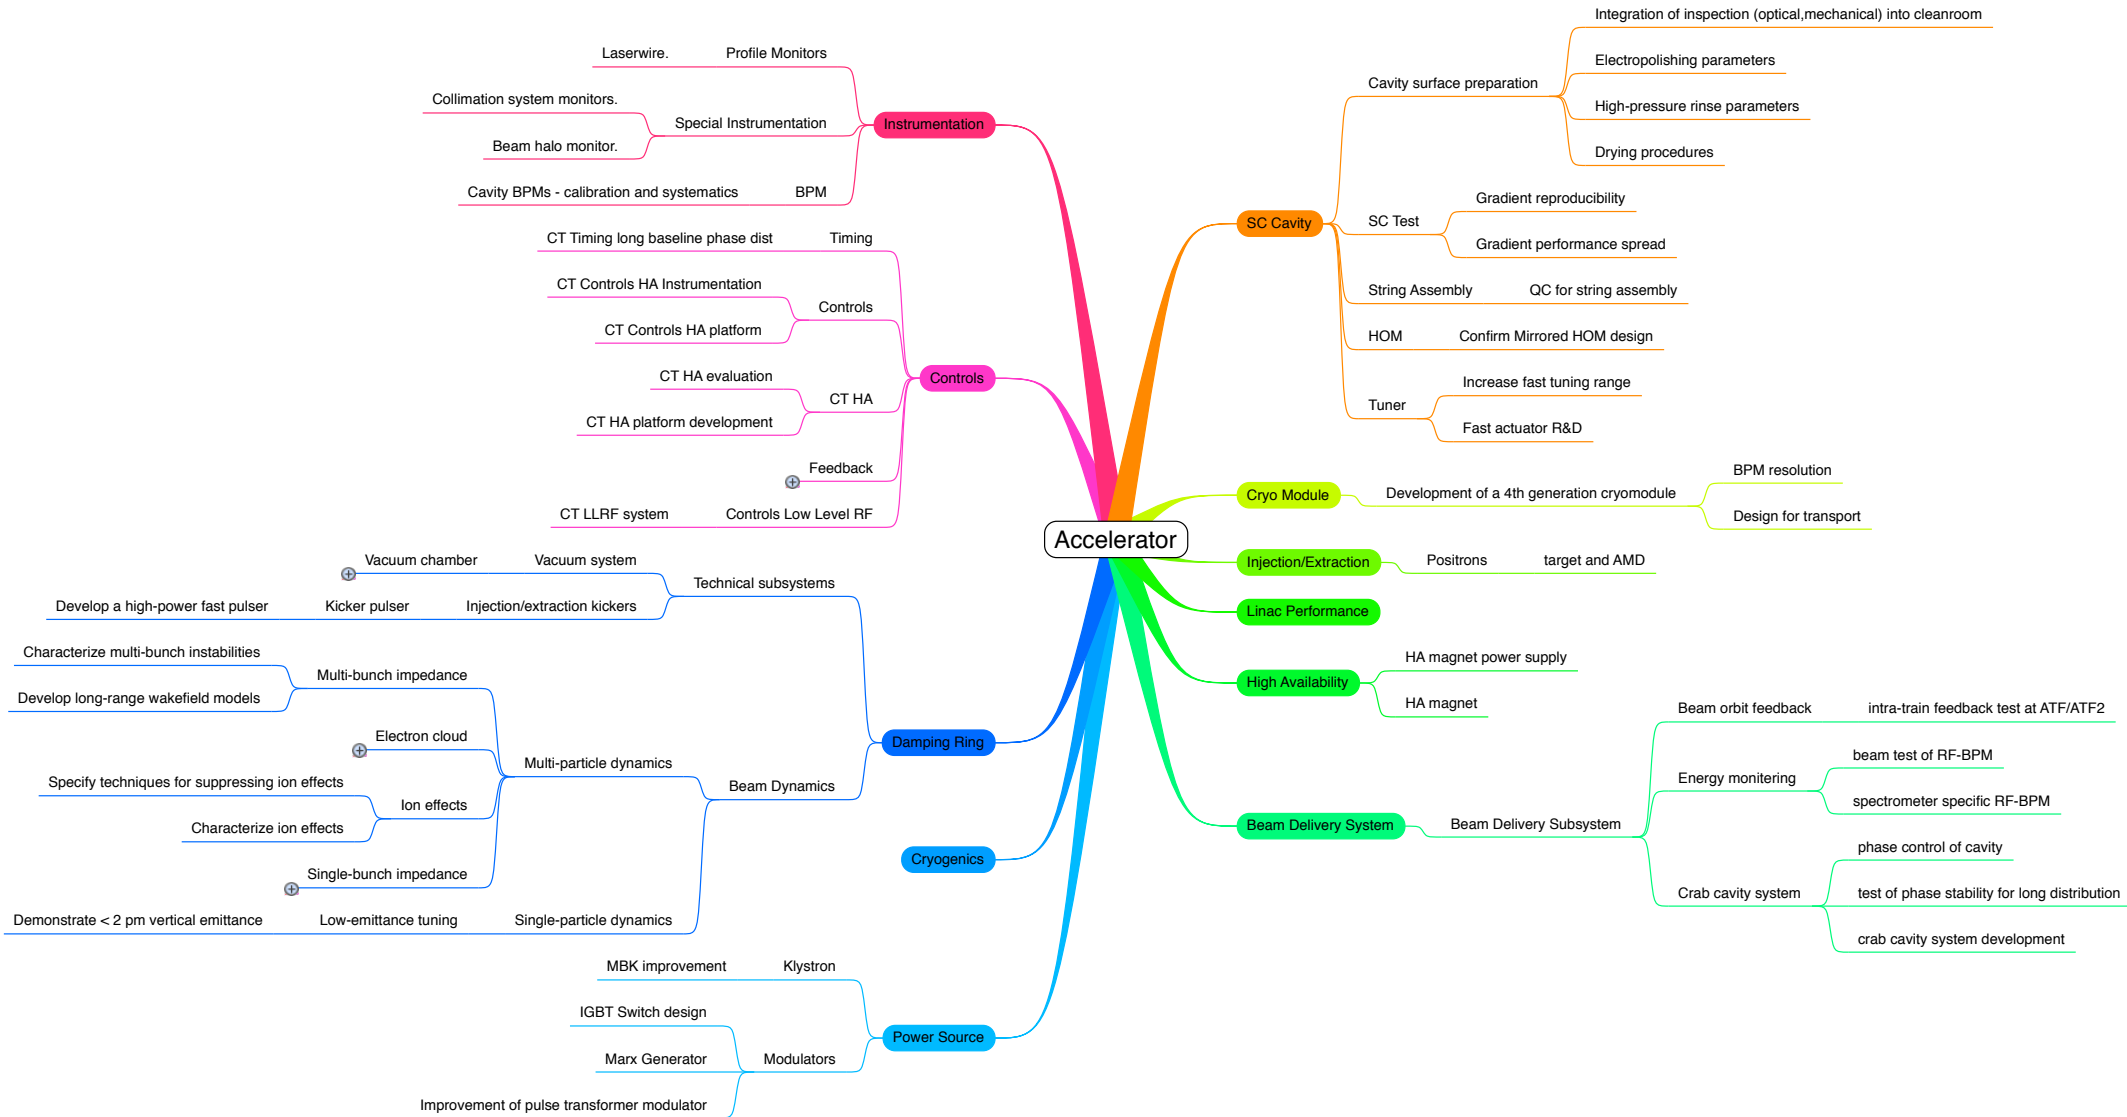 Accelerator
Instrumentation
Profile Monitors
Laserwire.
Special Instrumentation
Collimation system monitors.
Beam halo monitor.
BPM
Cavity BPMs - calibration and systematics
Controls
Timing
CT Timing long baseline phase dist
Controls
CT Controls HA Instrumentation
CT Controls HA platform
CT HA
CT HA evaluation
CT HA platform development
Feedback
Controls Low Level RF
CT LLRF system
Damping Ring
Technical subsystems
Vacuum system
Vacuum chamber
Injection/extraction kickers
Kicker pulser
Develop a high-power fast pulser
Beam Dynamics
Multi-particle dynamics
Multi-bunch impedance
Characterize multi-bunch instabilities
Develop long-range wakefield models
Electron cloud
Ion effects
Specify techniques for suppressing ion effects
Characterize ion effects
Single-bunch impedance
Single-particle dynamics
Low-emittance tuning
Demonstrate < 2 pm vertical emittance
Cryogenics
Power Source
Klystron
MBK improvement
Modulators
IGBT Switch design
Marx Generator
Improvement of pulse transformer modulator
SC Cavity
Cavity surface preparation
Integration of inspection (optical,mechanical) into cleanroom
Electropolishing parameters
High-pressure rinse parameters
Drying procedures
SC Test
Gradient reproducibility
Gradient performance spread
String Assembly
QC for string assembly
HOM
Confirm Mirrored HOM design
Tuner
Increase fast tuning range
Fast actuator R&D
Cryo Module
Development of a 4th generation cryomodule
BPM resolution
Design for transport
Injection/Extraction
Positrons
target and AMD
Linac Performance
High Availability
HA magnet power supply
HA magnet
Beam Delivery System
Beam Delivery Subsystem
Beam orbit feedback
intra-train feedback test at ATF/ATF2
Energy monitering
beam test of RF-BPM
spectrometer specific RF-BPM
Crab cavity system
phase control of cavity
test of phase stability for long distribution
crab cavity system development